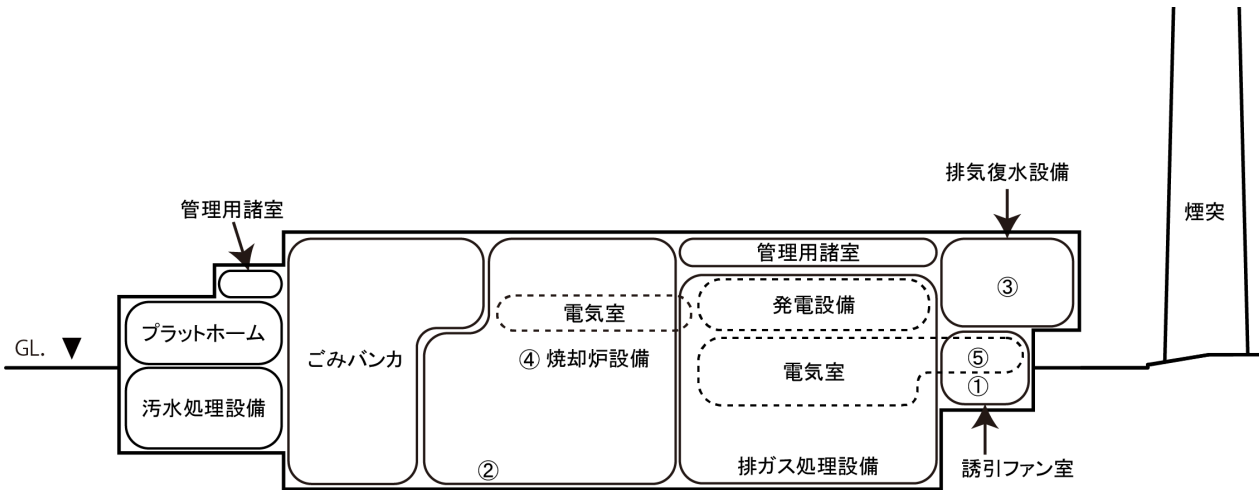 排気復水設備
管理用諸室
煙突
管理用諸室
③
電気室
発電設備
プラットホーム
GL.
ごみバンカ
④ 焼却炉設備
電気室
⑤
①
汚水処理設備
②
排ガス処理設備
誘引ファン室